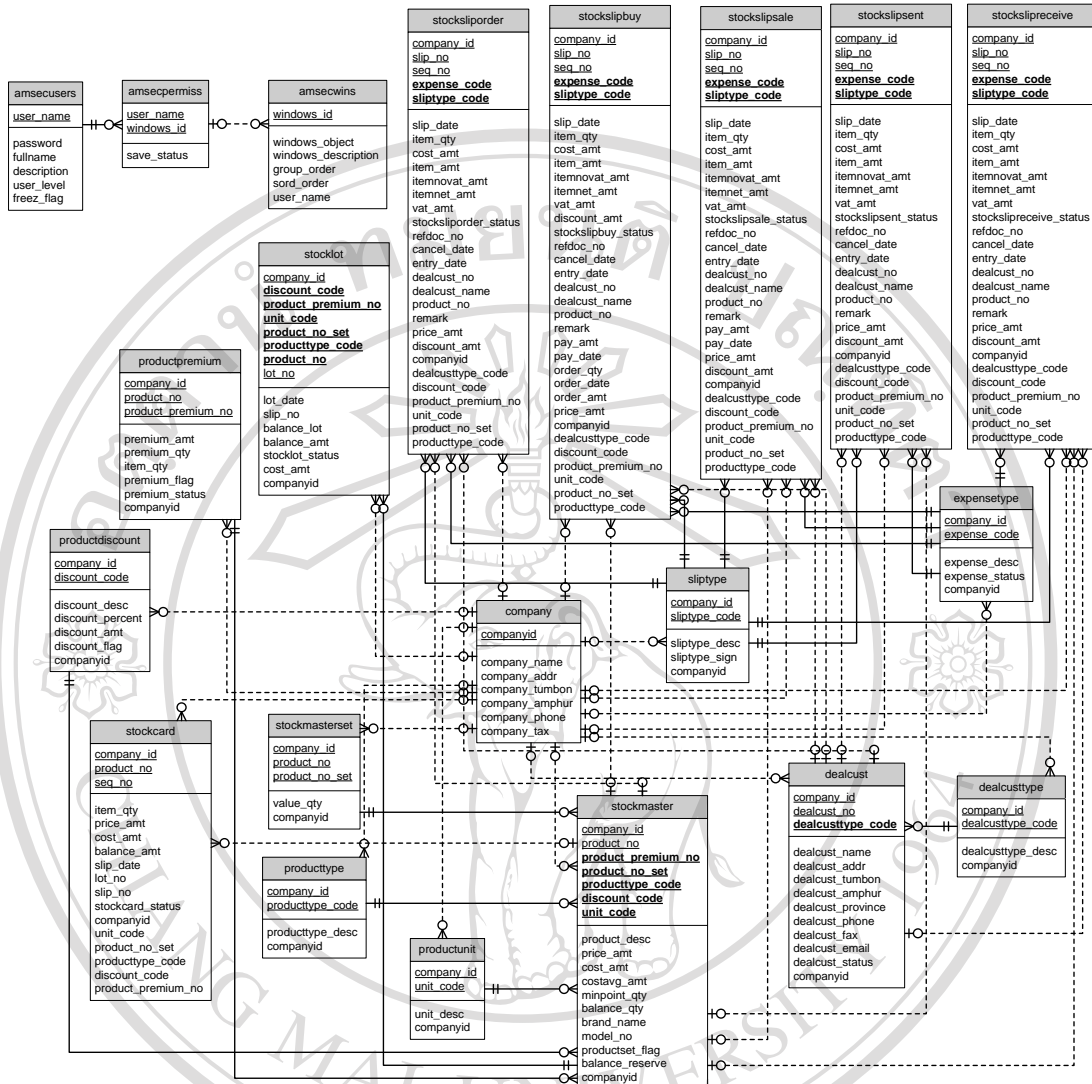 stocksliporder
company_id
slip_no
seq_no
expense_code
sliptype_code
slip_date
item_qty
cost_amt
item_amt
itemnovat_amt
itemnet_amt
vat_amt
stocksliporder_status
refdoc_no
cancel_date
entry_date
dealcust_no
dealcust_name
product_no
remark
price_amt
discount_amt
companyid
dealcusttype_code
discount_code
product_premium_no
unit_code
product_no_set
producttype_code
stockslipbuy
company_id
slip_no
seq_no
expense_code
sliptype_code
slip_date
item_qty
cost_amt
item_amt
itemnovat_amt
itemnet_amt
vat_amt
discount_amt
stockslipbuy_status
refdoc_no
cancel_date
entry_date
dealcust_no
dealcust_name
product_no
remark
pay_amt
pay_date
order_qty
order_date
order_amt
price_amt
companyid
dealcusttype_code
discount_code
product_premium_no
unit_code
product_no_set
producttype_code
stockslipsale
company_id
slip_no
seq_no
expense_code
sliptype_code
slip_date
item_qty
cost_amt
item_amt
itemnovat_amt
itemnet_amt
vat_amt
stockslipsale_status
refdoc_no
cancel_date
entry_date
dealcust_no
dealcust_name
product_no
remark
pay_amt
pay_date
price_amt
discount_amt
companyid
dealcusttype_code
discount_code
product_premium_no
unit_code
product_no_set
producttype_code
stockslipsent
company_id
slip_no
seq_no
expense_code
sliptype_code
slip_date
item_qty
cost_amt
item_amt
itemnovat_amt
itemnet_amt
vat_amt
stockslipsent_status
refdoc_no
cancel_date
entry_date
dealcust_no
dealcust_name
product_no
remark
price_amt
discount_amt
companyid
dealcusttype_code
discount_code
product_premium_no
unit_code
product_no_set
producttype_code
stockslipreceive
company_id
slip_no
seq_no
expense_code
sliptype_code
slip_date
item_qty
cost_amt
item_amt
itemnovat_amt
itemnet_amt
vat_amt
stockslipreceive_status
refdoc_no
cancel_date
entry_date
dealcust_no
dealcust_name
product_no
remark
price_amt
discount_amt
companyid
dealcusttype_code
discount_code
product_premium_no
unit_code
product_no_set
producttype_code
amsecusers
user_name
password
fullname
description
user_level
freez_flag
amsecpermiss
user_name
windows_id
save_status
amsecwins
windows_id
windows_object
windows_description
group_order
sord_order
user_name
stocklot
company_id
discount_code
product_premium_no
unit_code
product_no_set
producttype_code
product_no
lot_no
lot_date
slip_no
balance_lot
balance_amt
stocklot_status
cost_amt
companyid
productpremium
company_id
product_no
product_premium_no
premium_amt
premium_qty
item_qty
premium_flag
premium_status
companyid
productdiscount
company_id
discount_code
discount_desc
discount_percent
discount_amt
discount_flag
companyid
expensetype
company_id
expense_code
expense_desc
expense_status
companyid
sliptype
company_id
sliptype_code
sliptype_desc
sliptype_sign
companyid
company
companyid
company_name
company_addr
company_tumbon
company_amphur
company_phone
company_tax
stockcard
company_id
product_no
seq_no
item_qty
price_amt
cost_amt
balance_amt
slip_date
lot_no
slip_no
stockcard_status
companyid
unit_code
product_no_set
producttype_code
discount_code
product_premium_no
stockmasterset
company_id
product_no
product_no_set
value_qty
companyid
producttype
company_id
producttype_code
producttype_desc
companyid
productunit
company_id
unit_code
unit_desc
companyid
stockmaster
company_id
product_no
product_premium_no
product_no_set
producttype_code
discount_code
unit_code
product_desc
price_amt
cost_amt
costavg_amt
minpoint_qty
balance_qty
brand_name
model_no
productset_flag
balance_reserve
companyid
dealcust
company_id
dealcust_no
dealcusttype_code
dealcust_name
dealcust_addr
dealcust_tumbon
dealcust_amphur
dealcust_province
dealcust_phone
dealcust_fax
dealcust_email
dealcust_status
companyid
dealcusttype
company_id
dealcusttype_code
dealcusttype_desc
companyid